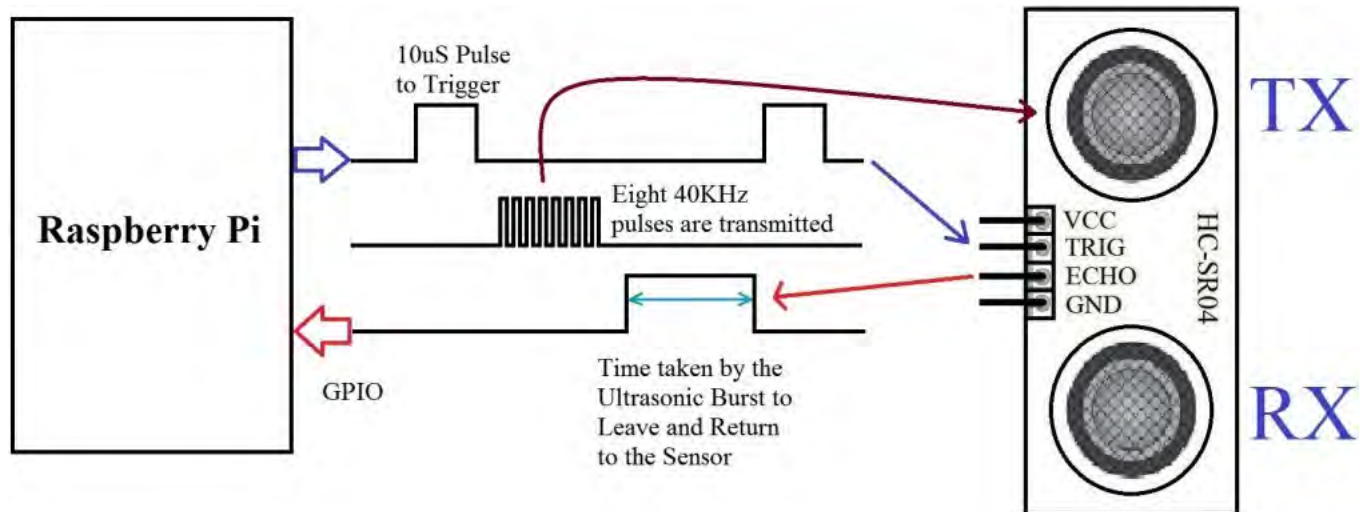 Raspberry Pi
10uS Pulse
to Trigger
Eight 40KHz
pulses are transmitted
GPIO
Time taken by the
Ultrasonic Burst to
Leave and Return
to the Sensor
VCC
TRIG
ECHO
GND
HC-SR04
TX
RX